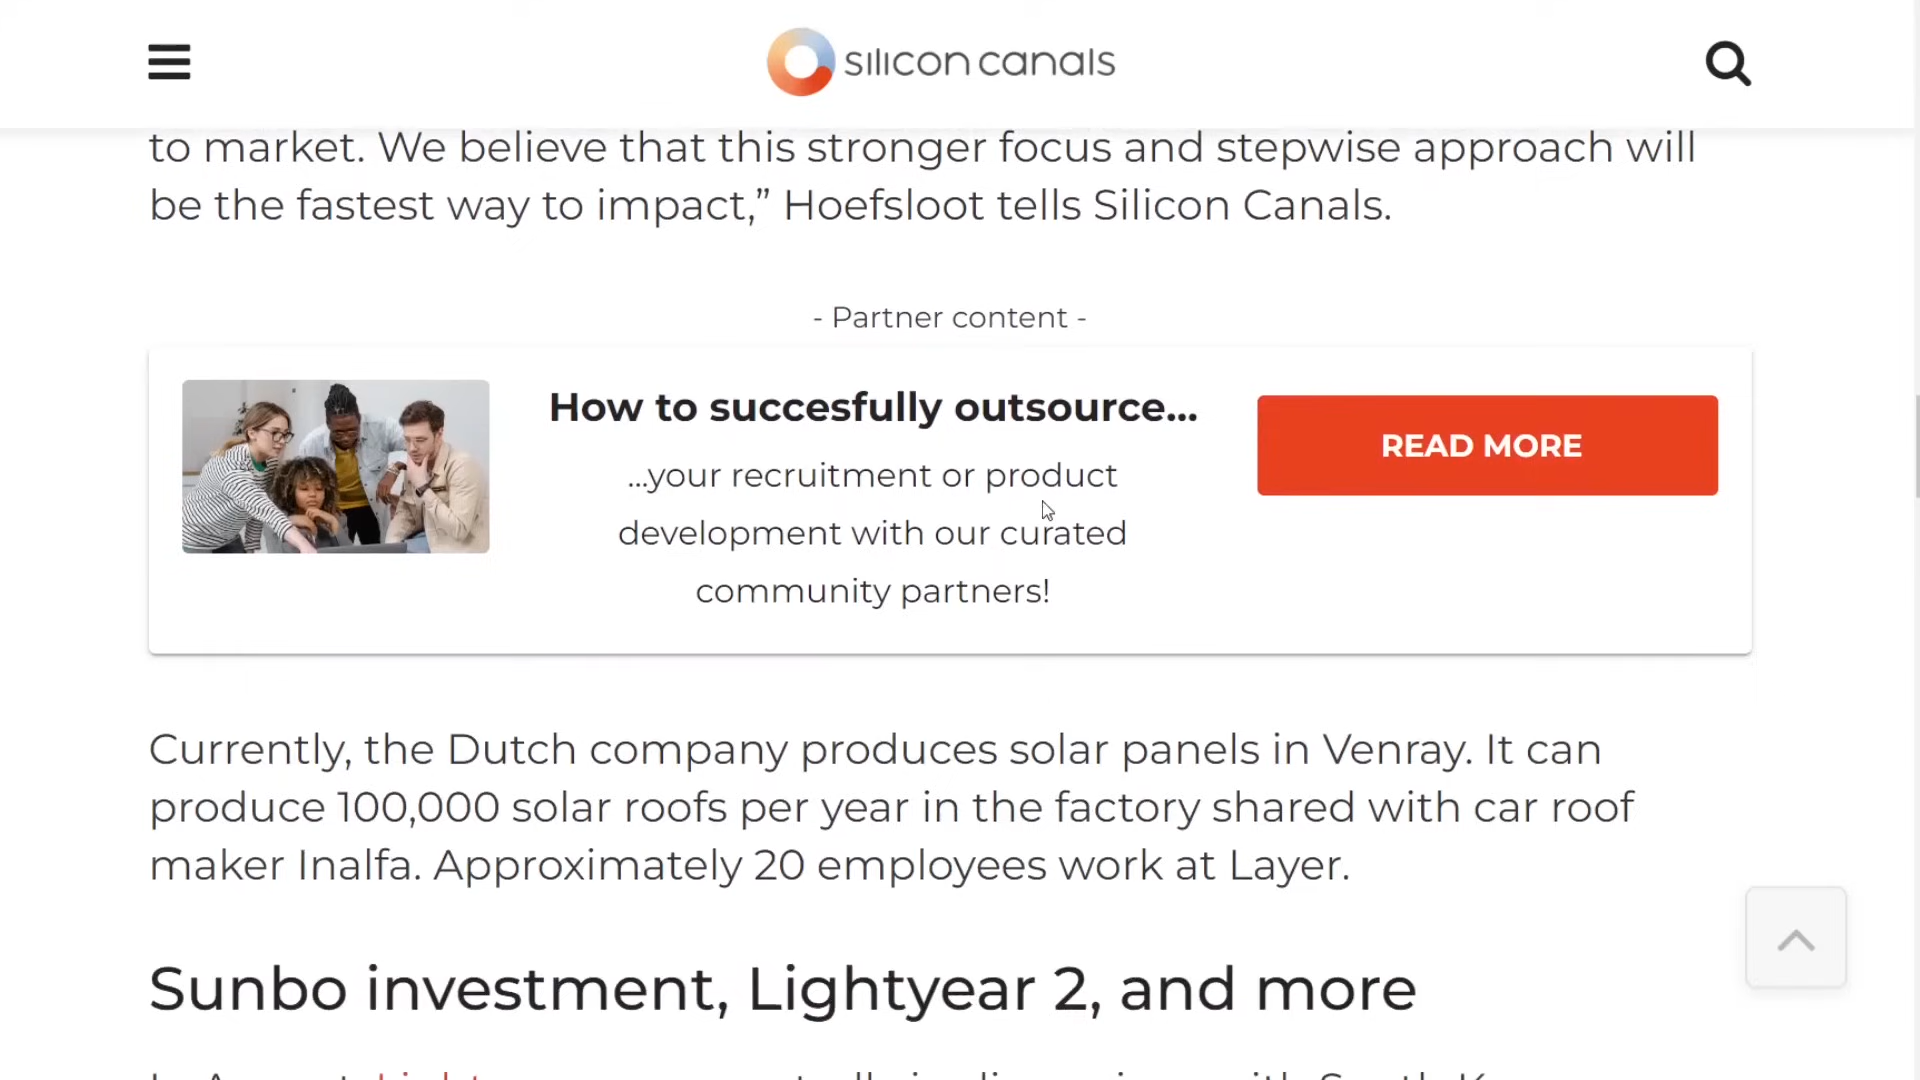 silicon canals
to market. We believe that this stronger focus and stepwise approach will
be the fastest way to impact,” Hoefsloot tells Silicon Canals.
- Partner content -
How to succesfully outsource...
...your recruitment or product
development with our curated
community partners!
READ MORE
Currently, the Dutch company produces solar panels in Venray. It can
produce 100,000 solar roofs per year in the factory shared with car roof
maker Inalfa. Approximately 20 employees work at Layer.
Sunbo investment, Lightyear 2, and more